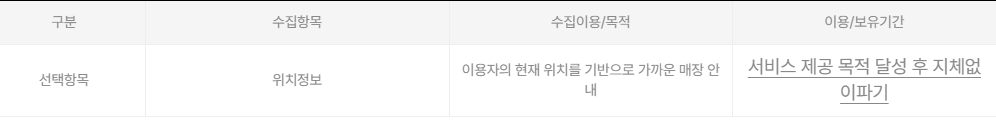 구분 수집항목 수집이용/목적 이용/보유기간
선택항목 위치정보 이용자의 현재 위치를 기반으로 가까운 매장 안
내
서비스 제공 목적 달성 후 지체없
이파기